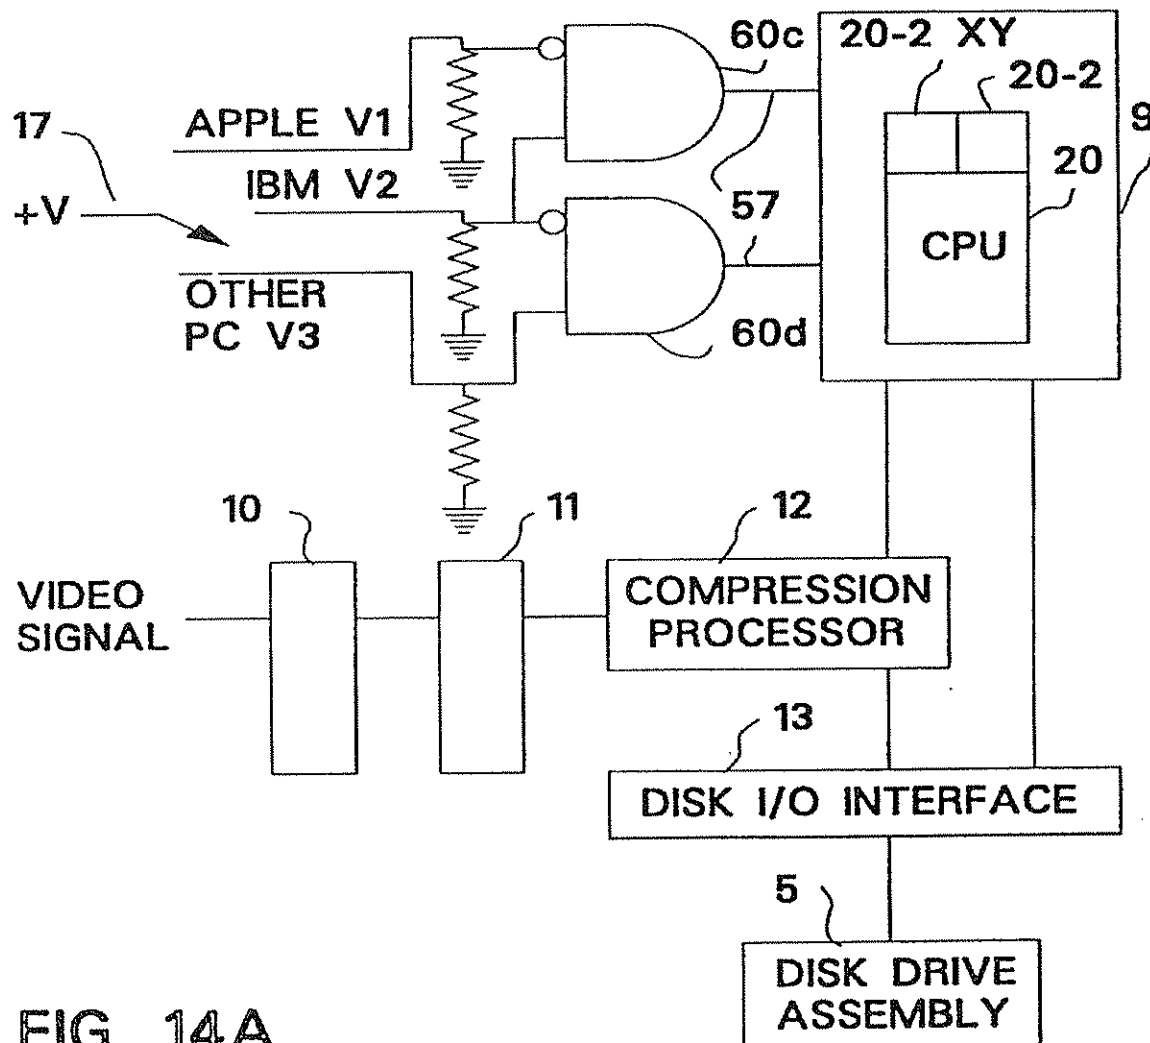 60c
20-2 XY
20-2
9
17
APPLE V1
20
IBM V2
+V
57
CPU
OTHER
PC V3
60d
10
11
12
VIDEO
SIGNAL
COMPRESSION
PROCESSOR
13
DISK I/O INTERFACE
5
DISK DRIVE
ASSEMBLY
FIG. 14A